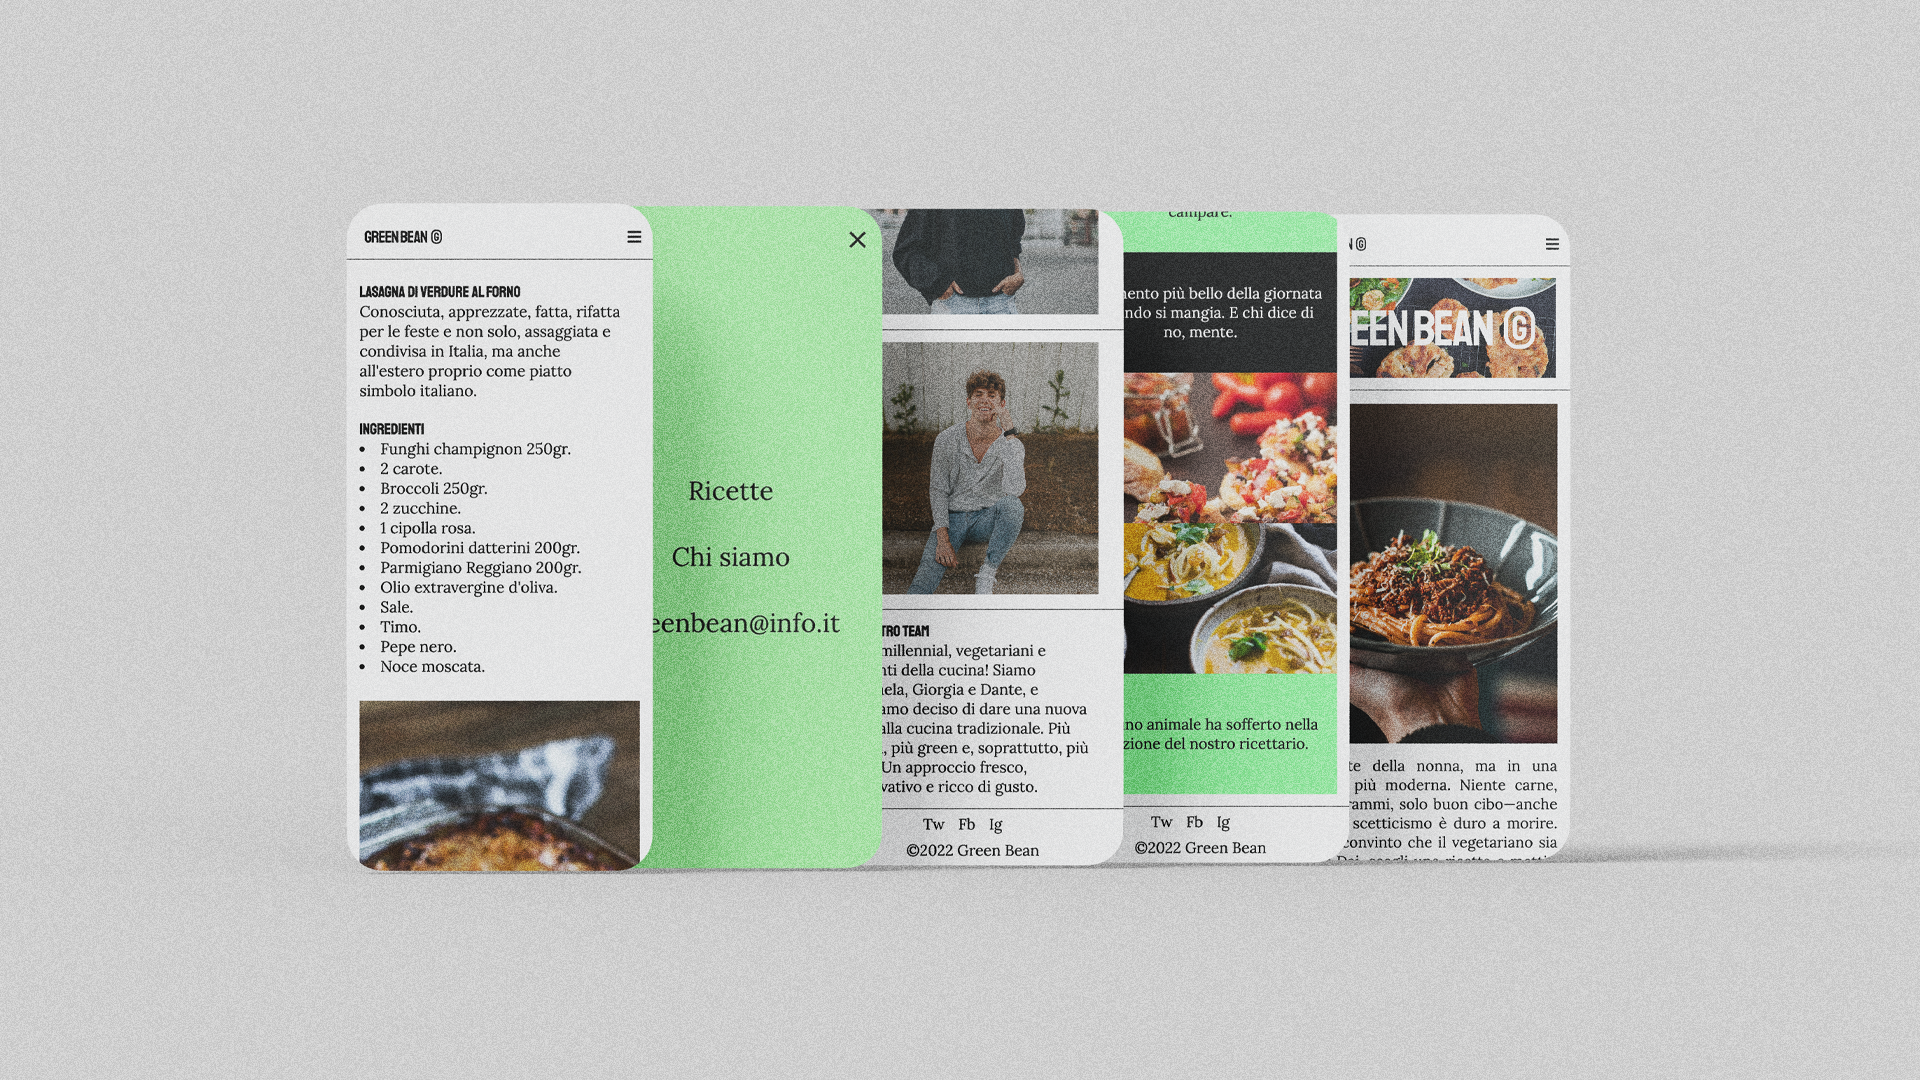 GREEN BEAN G
LASAGNA DI VERDURE AL FORNO
Conosciuta, apprezzate, fatta, rifatta
per le feste e non solo, assaggiata e
condivisa in Italia, ma anche
all'estero proprio come piatto
simbolo italiano.
INGREDIENTI
• Funghi champignon 250gr.
• 2 carote.
• Broccoli 250gr.
• 2 zucchine.
• 1 cipolla rosa.
• Pomodorini datterini 200gr.
• Parmigiano Reggiano 200gr.
• Olio extravergine d'oliva.
• Sale.
• Timo.
• Pepe nero.
• Noce moscata.
Ricette
Chi siamo
eenbean@info.it
TRO TEAM
millennial, vegetariani e
nti della cucina! Siamo
ela, Giorgia e Dante, e
amo deciso di dare una nuova
alla cucina tradizionale. Più
, più green e, soprattutto, più
Un approccio fresco,
vativo e ricco di gusto.
Tw Fb Ig
©2022 Green Bean
campare.
ento più bello della giornata
ndo si mangia. E chi dice di
no, mente.
no animale ha sofferto nella
zione del nostro ricettario.
Tw Fb Ig
©2022 Green Bean
N G
EEN BEAN G
te della nonna, ma in una
più moderna. Niente carne,
rammi, solo buon cibo—anche
scetticismo è duro a morire.
convinto che il vegetariano sia